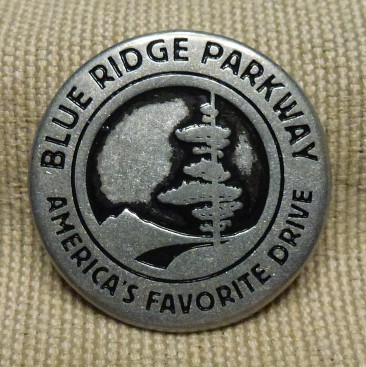 BLUE RIDGE PARKWAY
AMERICA'S FAVORITE DRIVE